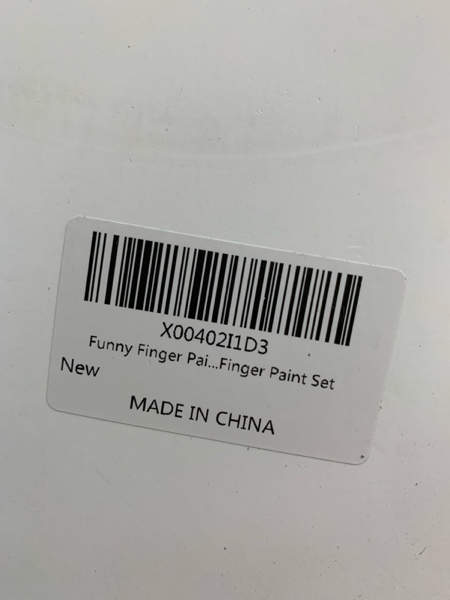 X00402I1D3
Funny Finger Pai...Finger Paint Set
New
MADE IN CHINA